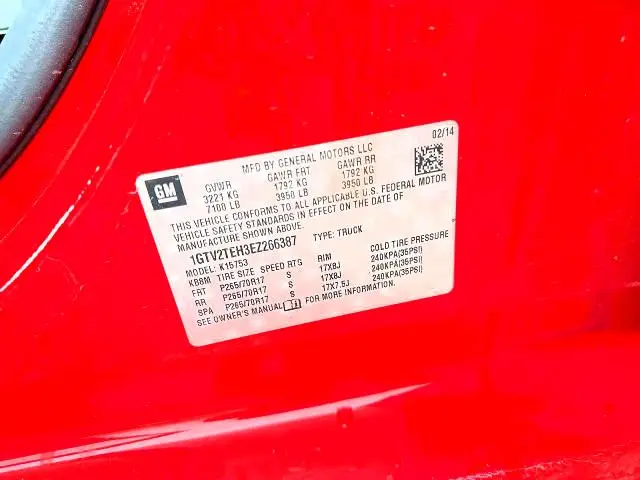 MFD BY GENERAL MOTORS LLC
02/14
GM
GVWR GAWR FRT GAWR RR
3221 KG 1792 KG 1792 KG
7100 LB 3950 LB 3950 LB
THIS VEHICLE CONFORMS TO ALL APPLICABLE U.S. FEDERAL MOTOR
VEHICLE SAFETY STANDARDS IN EFFECT ON THE DATE OF
MANUFACTURE SHOWN ABOVE.
1GTV2TEH3EZ266387 TYPE: TRUCK
MODEL: K15753
KBBM TIRE SIZE SPEED RTG RIM COLD TIRE PRESSURE
FRT P265/70R17 S 17X8J 240KPA(35PSI)
RR P265/70R17 S 17X8J 240KPA(35PSI)
SPA P265/70R17 S 17X7.5J 240KPA(35PSI)
SEE OWNER'S MANUAL FOR MORE INFORMATION.